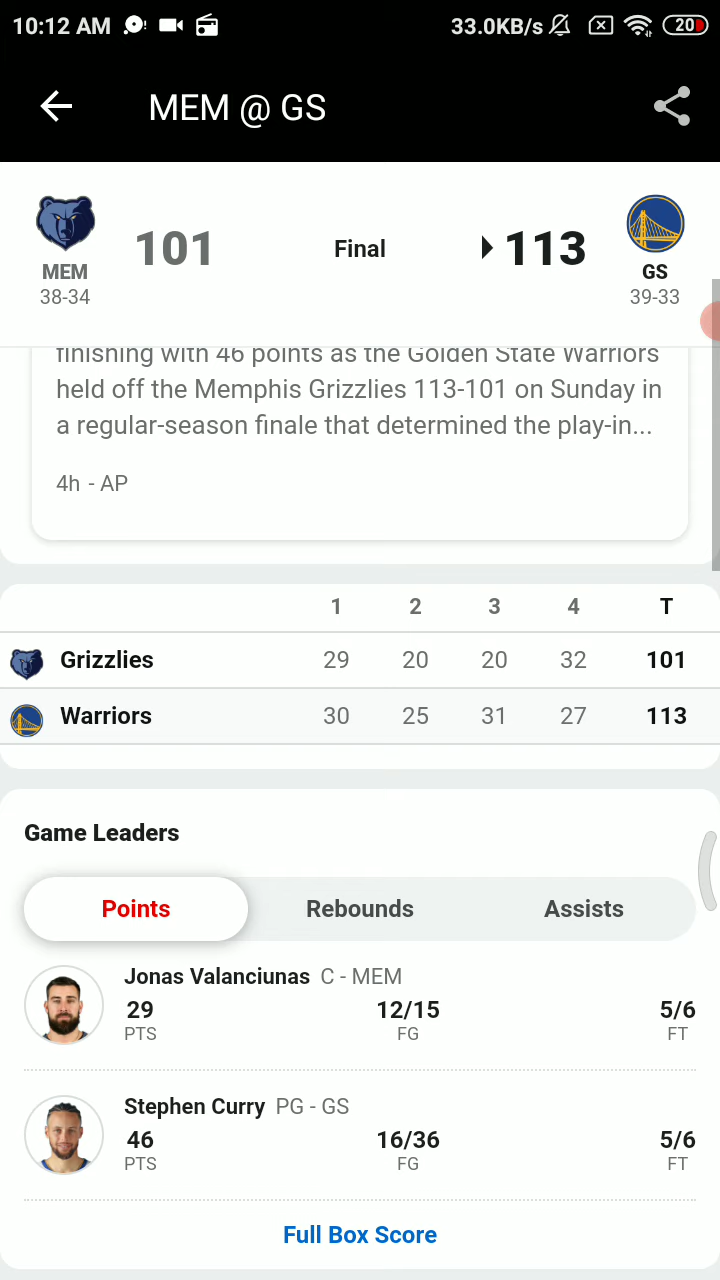 10:12 AM
33.0KB/s
20
MEM @ GS
MEM
38-34
101
Final
113
GS
39-33
finishing with 46 points as the Golden State Warriors
held off the Memphis Grizzlies 113-101 on Sunday in
a regular-season finale that determined the play-in...
4h - AP
1 2 3 4 T
Grizzlies 29 20 20 32 101
Warriors 30 25 31 27 113
Game Leaders
Points Rebounds Assists
Jonas Valanciunas C - MEM
29 12/15 5/6
PTS FG FT
Stephen Curry PG - GS
46 16/36 5/6
PTS FG FT
Full Box Score